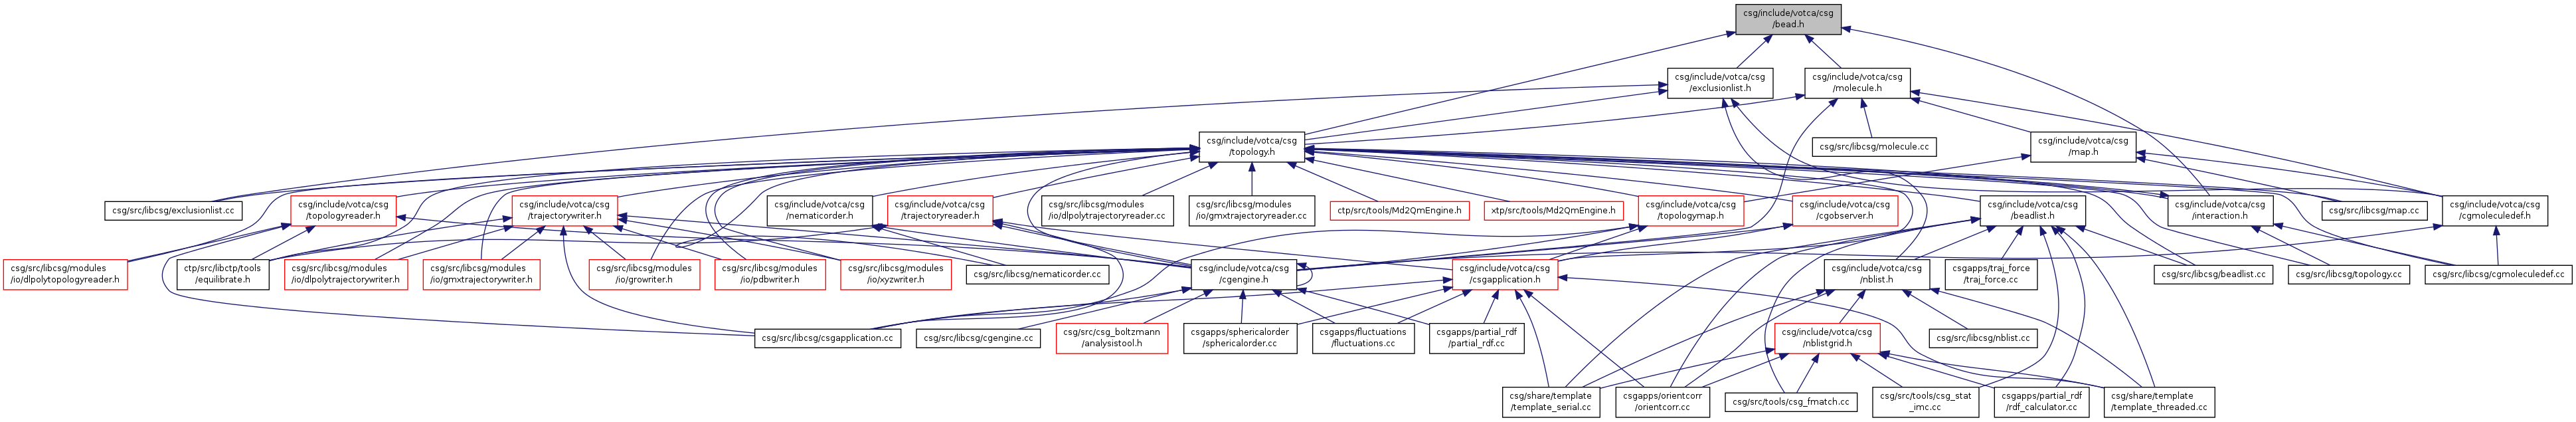 csg/include/votca/csg
/bead.h
csg/include/votca/csg
/exclusionlist.h
csg/include/votca/csg
/molecule.h
csg/include/votca/csg
/topology.h
csg/src/libcsg/molecule.cc
csg/include/votca/csg
/map.h
csg/src/libcsg/exclusionlist.cc
csg/include/votca/csg
/topologyreader.h
csg/include/votca/csg
/trajectorywriter.h
csg/include/votca/csg
/nematicorder.h
csg/include/votca/csg
/trajectoryreader.h
csg/src/libcsg/modules
/io/dlpolytrajectoryreader.cc
csg/src/libcsg/modules
/io/gmxtrajectoryreader.cc
ctp/src/tools/Md2QmEngine.h
xtp/src/tools/Md2QmEngine.h
csg/include/votca/csg
/topologymap.h
csg/include/votca/csg
/cgobserver.h
csg/include/votca/csg
/beadlist.h
csg/include/votca/csg
/interaction.h
csg/src/libcsg/map.cc
csg/include/votca/csg
/cgmoleculedef.h
csg/src/libcsg/modules
/io/dlpolytopologyreader.h
ctp/src/libctp/tools
/equilibrate.h
csg/src/libcsg/modules
/io/dlpolytrajectorywriter.h
csg/src/libcsg/modules
/io/gmxtrajectorywriter.h
csg/src/libcsg/modules
/io/growriter.h
csg/src/libcsg/modules
/io/pdbwriter.h
csg/src/libcsg/modules
/io/xyzwriter.h
csg/src/libcsg/nematicorder.cc
csg/include/votca/csg
/cgengine.h
csg/include/votca/csg
/csgapplication.h
csg/include/votca/csg
/nblist.h
csgapps/traj_force
/traj_force.cc
csg/src/libcsg/beadlist.cc
csg/src/libcsg/topology.cc
csg/src/libcsg/cgmoleculedef.cc
csg/src/libcsg/csgapplication.cc
csg/src/libcsg/cgengine.cc
csg/src/csg_boltzmann
/analysistool.h
csgapps/sphericalorder
/sphericalorder.cc
csgapps/fluctuations
/fluctuations.cc
csgapps/partial_rdf
/partial_rdf.cc
csg/include/votca/csg
/nblistgrid.h
csg/src/libcsg/nblist.cc
csg/share/template
/template_serial.cc
csgapps/orientcorr
/orientcorr.cc
csg/src/tools/csg_fmatch.cc
csg/src/tools/csg_stat
_imc.cc
csgapps/partial_rdf
/rdf_calculator.cc
csg/share/template
/template_threaded.cc